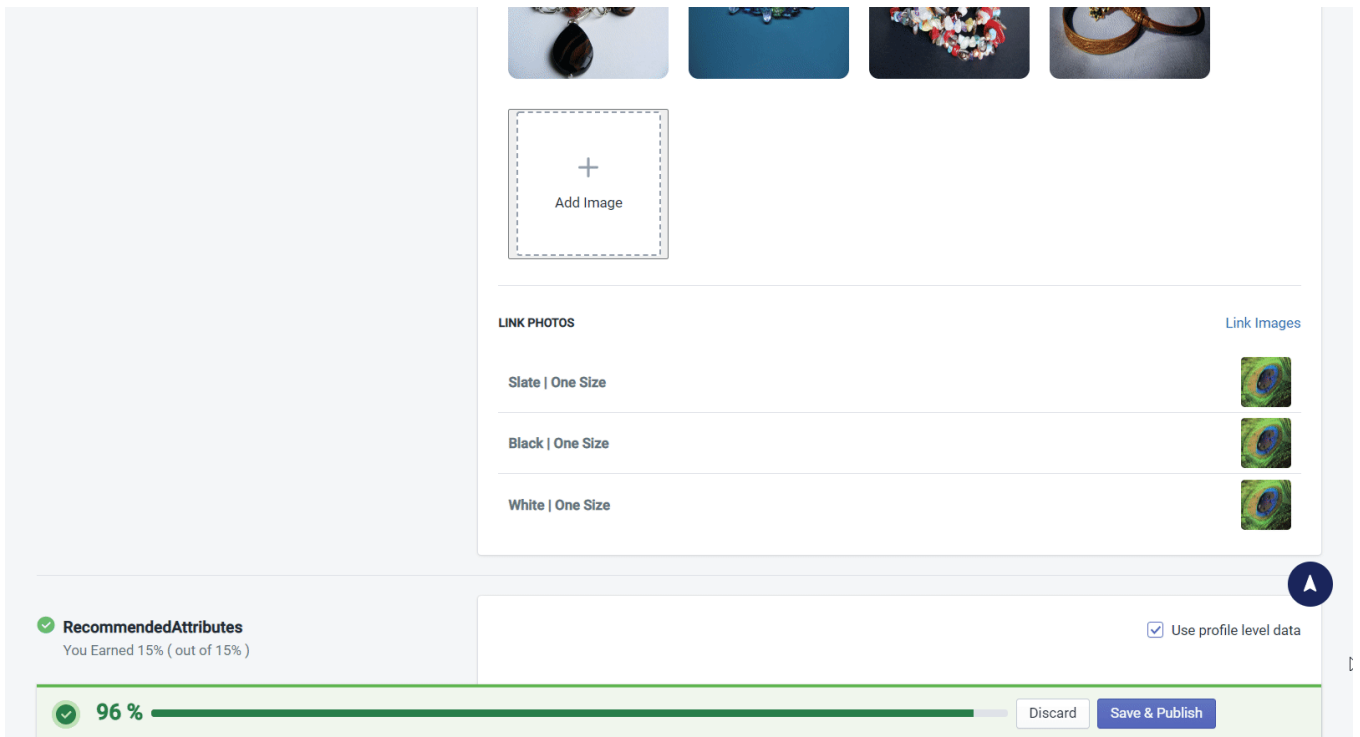 Add Image
LINK PHOTOS
Link Images
Slate | One Size
Black | One Size
White | One Size
RecommendedAttributes
You Earned 15% ( out of 15% )
Use profile level data
96 %
Discard
Save & Publish